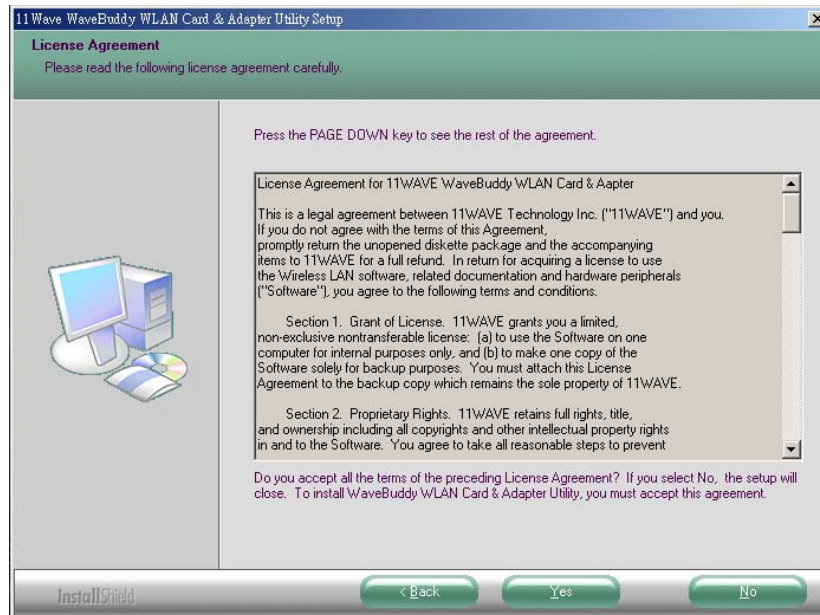 11Wave WaveBuddy WLAN Card & Adapter Utility Setup
License Agreement
Please read the following license agreement carefully.
Press the PAGE DOWN key to see the rest of the agreement.
License Agreement for 11WAVE WaveBuddy WLAN Card & Aapter
This is a legal agreement between 11WAVE Technology Inc. ("11WAVE") and you.
If you do not agree with the terms of this Agreement,
promptly return the unopened diskette package and the accompanying
items to 11WAVE for a full refund.  In return for acquiring a license to use
the Wireless LAN software, related documentation and hardware peripherals
("Software"), you agree to the following terms and conditions.
Section 1.  Grant of License.  11WAVE grants you a limited,
non-exclusive nontransferable license:  (a) to use the Software on one
computer for internal purposes only, and (b) to make one copy of the
Software solely for backup purposes.  You must attach this License
Agreement to the backup copy which remains the sole property of 11WAVE.
Section 2.  Proprietary Rights.  11WAVE retains full rights, title,
and ownership including all copyrights and other intellectual property rights
in and to the Software.  You agree to take all reasonable steps to prevent
Do you accept all the terms of the preceding License Agreement?  If you select No,  the setup will
close.  To install WaveBuddy WLAN Card & Adapter Utility, you must accept this agreement.
InstallShield
< Back
Yes
No